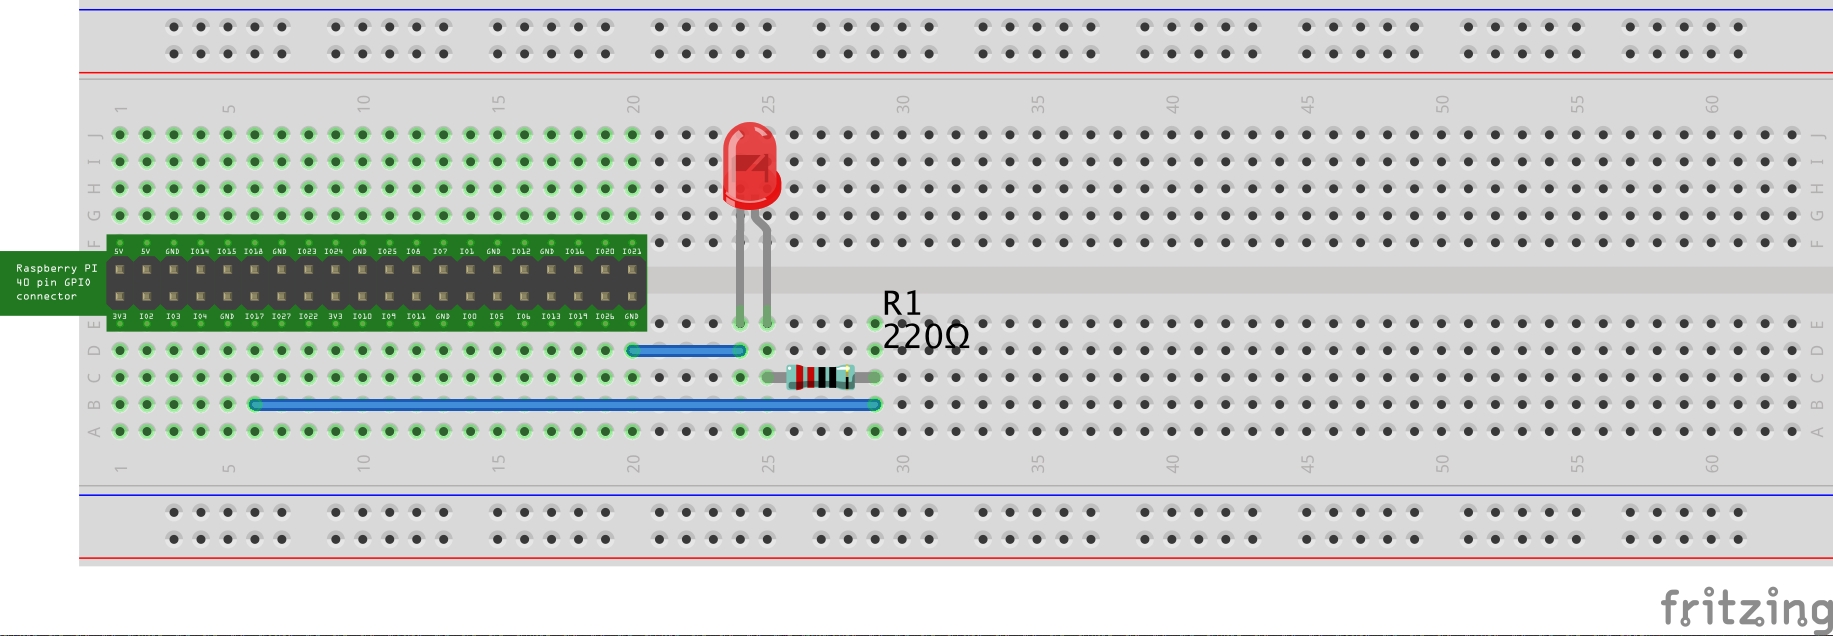 1 5 10 15 20 25 30 35 40 45 50 55 60
J J
I I
H H
G G
F F
5V 5V GND IO14 IO15 IO18 GND IO23 IO24 GND IO25 IO8 IO7 IO1 GND IO12 GND IO16 IO20 IO21
Raspberry PI
40 pin GPIO
connector
3V3 IO2 IO3 IO4 GND IO17 IO27 IO22 3V3 IO10 IO9 IO11 GND IO0 IO5 IO6 IO13 IO19 IO26 GND
R1
220Ω
E E
D D
C C
B B
A A
1 5 10 15 20 25 30 35 40 45 50 55 60
fritzing